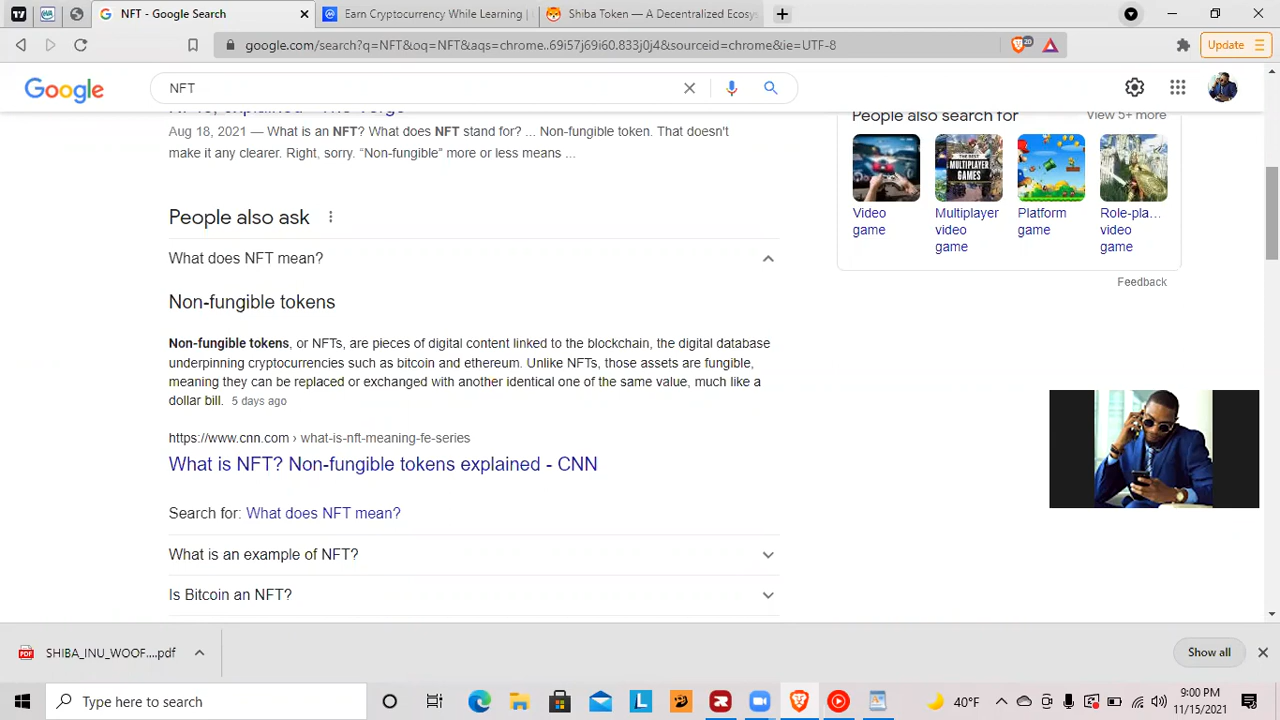 NFT - Google Search
Earn Cryptocurrency While Learning |
Shiba Token — A Decentralized Ecosy
google.com/search?q=NFT&oq=NFT&aqs=chrome..69i57j69i60.833j0j4&sourceid=chrome&ie=UTF-8
20
Update
Google
NFT
Aug 18, 2021 — What is an NFT? What does NFT stand for? ... Non-fungible token. That doesn't
make it any clearer. Right, sorry. “Non-fungible” more or less means ...
People also ask
What does NFT mean?
Non-fungible tokens
Non-fungible tokens, or NFTs, are pieces of digital content linked to the blockchain, the digital database
underpinning cryptocurrencies such as bitcoin and ethereum. Unlike NFTs, those assets are fungible,
meaning they can be replaced or exchanged with another identical one of the same value, much like a
dollar bill. 5 days ago
https://www.cnn.com › what-is-nft-meaning-fe-series
What is NFT? Non-fungible tokens explained - CNN
Search for: What does NFT mean?
What is an example of NFT?
Is Bitcoin an NFT?
People also search for
View 5+ more
THE BEST
MULTIPLAYER
GAMES
Video
game
Multiplayer
video
game
Platform
game
Role-pla…
video
game
Feedback
PDF
SHIBA_INU_WOOF....pdf
Show all
Type here to search
L
40°F
9:00 PM
11/15/2021